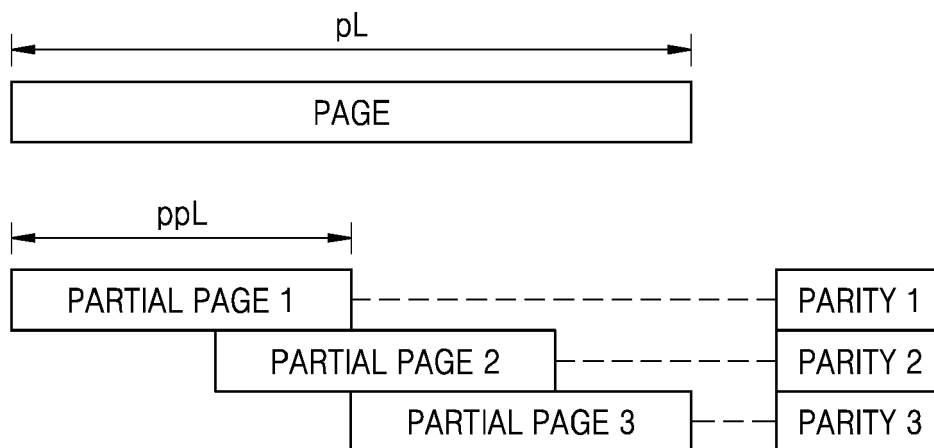 pL
PAGE
ppL
PARTIAL PAGE 1 PARITY 1
PARTIAL PAGE 2 PARITY 2
PARTIAL PAGE 3 PARITY 3